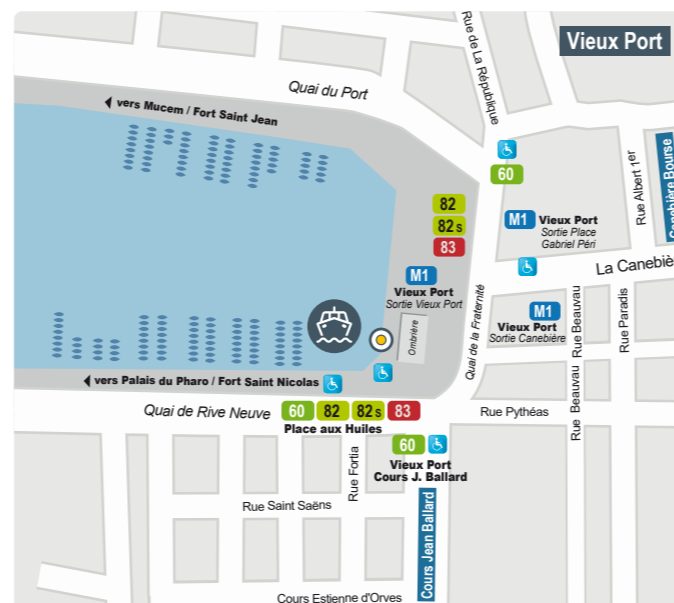 Vieux Port
Rue de La République
Quai du Port
vers Mucem / Fort Saint Jean
60
Rue Albert 1er
Canebière Bourse
82
82s
83
M1 Vieux Port
Sortie Place
Gabriel Péri
M1
Vieux Port
Sortie Vieux Port
La Canebiè
Quai de la Fraternité
Ombrière
M1
Vieux Port
Sortie Canebière
Rue Beauvau
Rue Paradis
vers Palais du Pharo / Fort Saint Nicolas
Quai de Rive Neuve
60 82 82s 83
Place aux Huiles
Rue Pythéas
Rue Beauvau
60
Vieux Port
Cours J. Ballard
Rue Fortia
Rue Saint Saëns
Cours Jean Ballard
Cours Estienne d'Orves